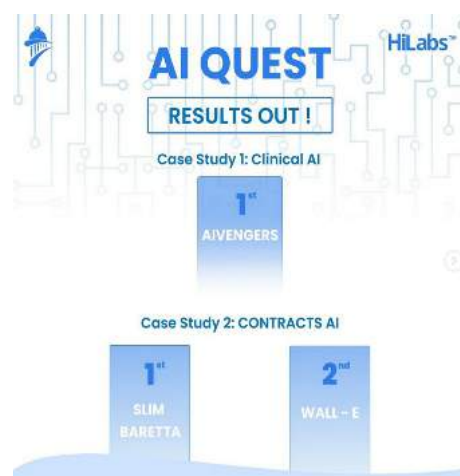 HiLabs™
AI QUEST
RESULTS OUT !
Case Study 1: Clinical AI
1st
AIVENGERS
Case Study 2: CONTRACTS AI
1st
SLIM
BARETTA
2nd
WALL - E